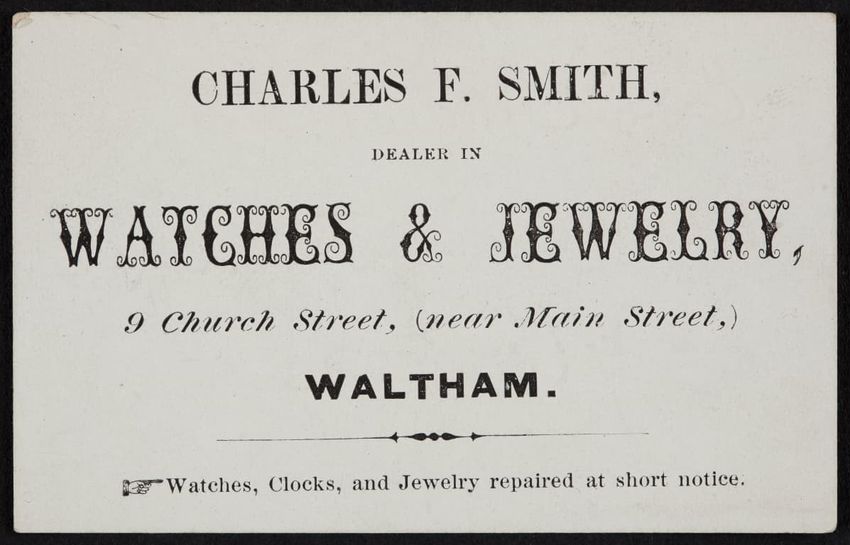 CHARLES F. SMITH,
DEALER IN
WATCHES & JEWELRY,
9 Church Street, (near Main Street,)
WALTHAM.
☞Watches, Clocks, and Jewelry repaired at short notice.